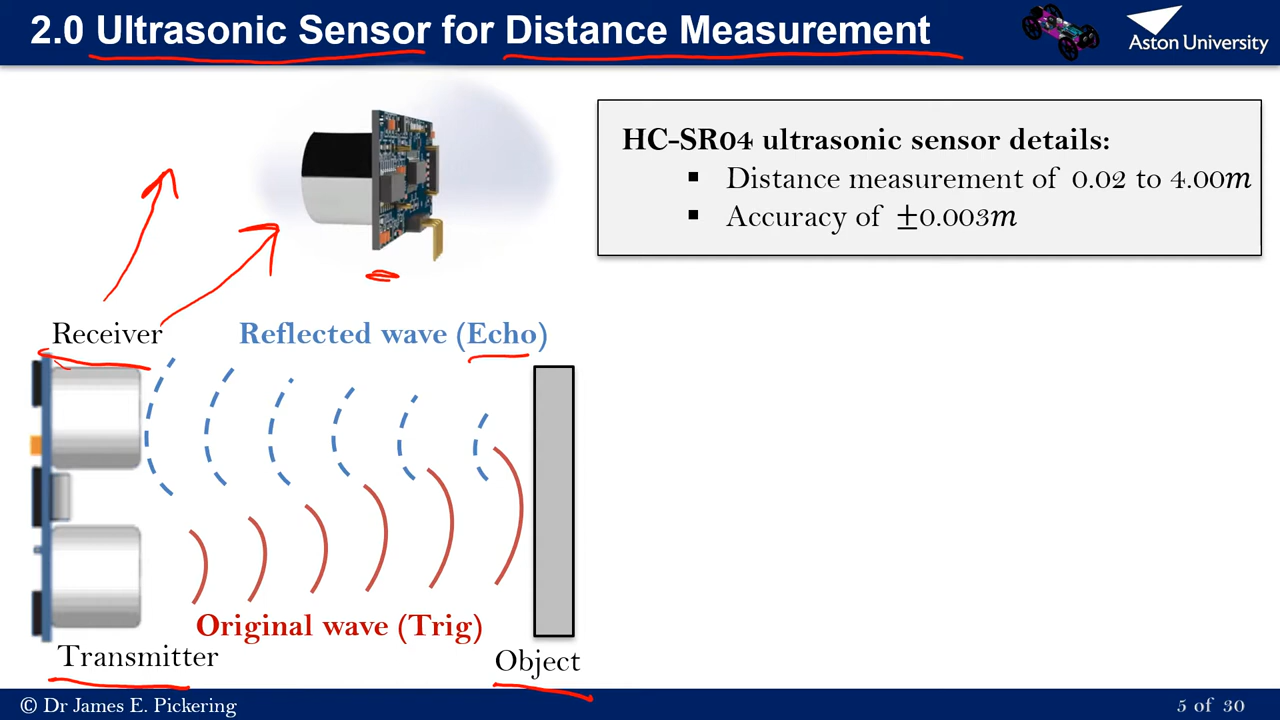 2.0 Ultrasonic Sensor for Distance Measurement
Aston University
HC-SR04 ultrasonic sensor details:
▪ Distance measurement of 0.02 to 4.00m
▪ Accuracy of ±0.003m
Receiver
Reflected wave (Echo)
Original wave (Trig)
Transmitter
Object
© Dr James E. Pickering
5 of 30